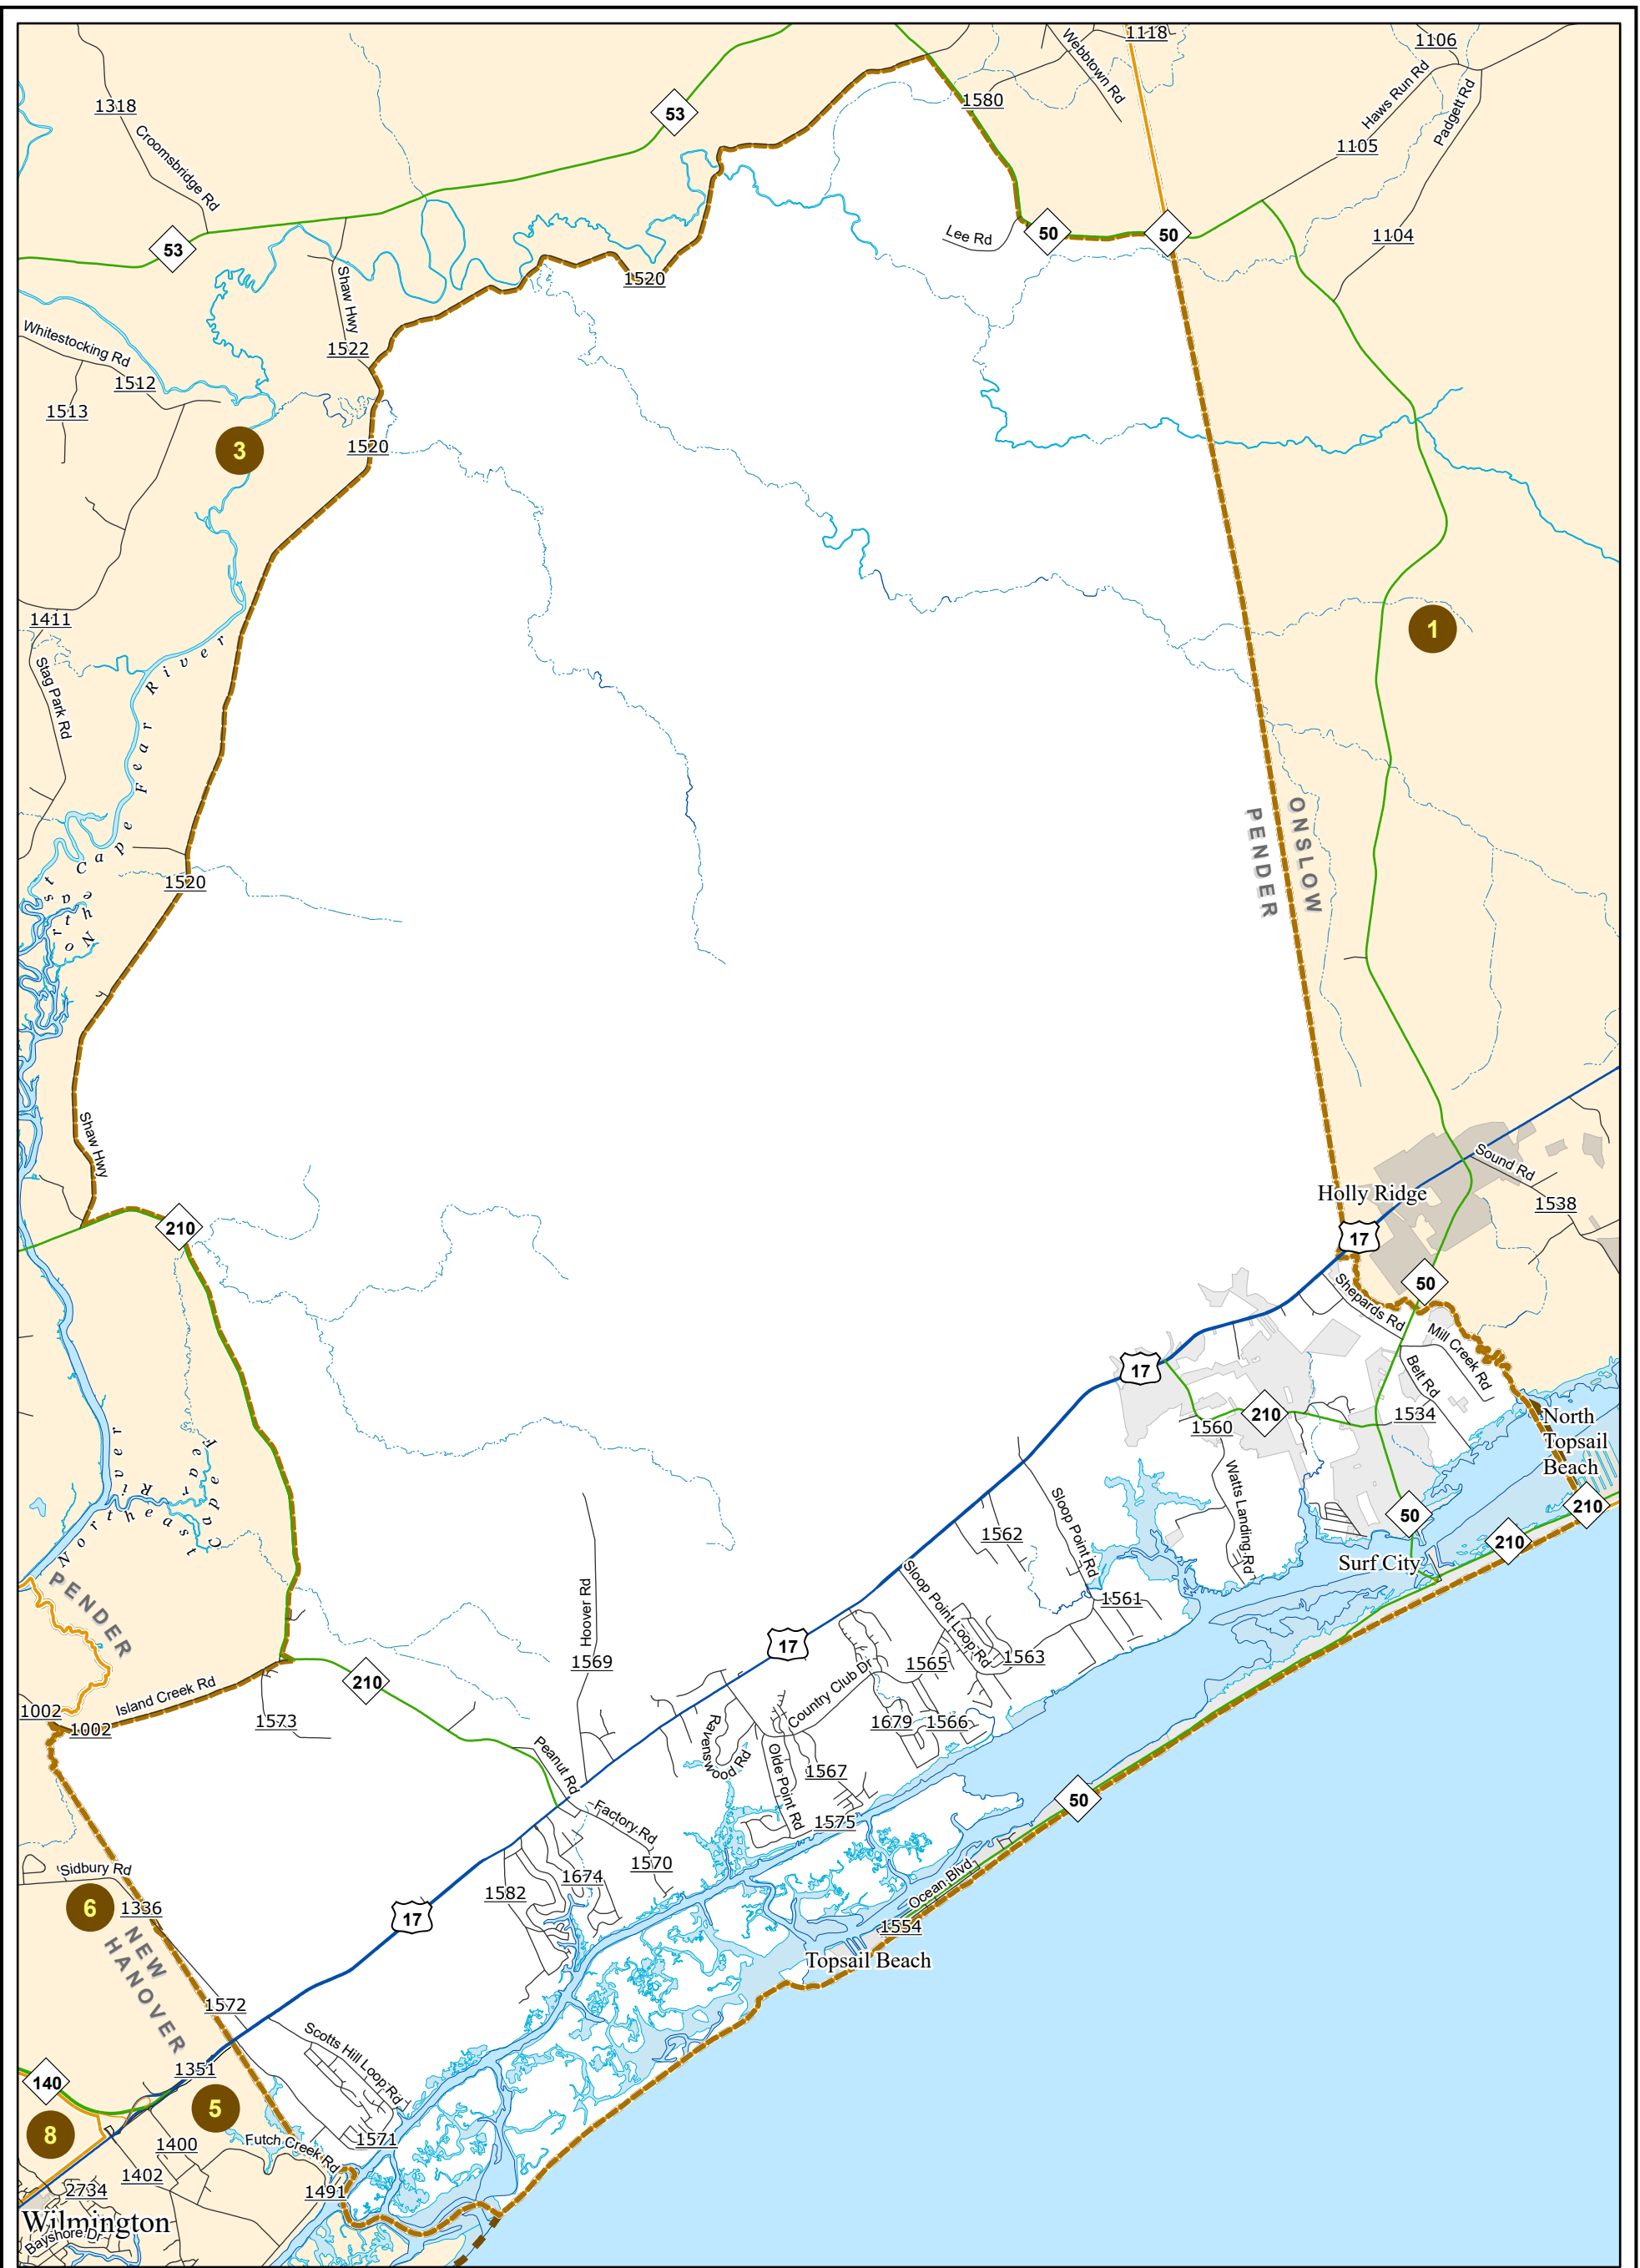 1118
1106
Webbtown Rd
Haws Run Rd
Padgett Rd
1318
53
1580
Croomsbridge Rd
1105
53
Lee Rd
50
50
1104
Shaw Hwy
1520
Whitestocking Rd
1522
1512
1513
3
1520
1411
1
Stag Park Rd
Northeast Cape Fear River
ONSLOW
PENDER
1520
Shaw Hwy
Sound Rd
Holly Ridge
1538
210
17
50
Shepards Rd
Mill Creek Rd
17
Belt Rd
210
1534
1560
North
Topsail
Beach
Northeast Cape Fear River
Watts Landing Rd
Sloop Point Rd
210
50
1562
210
Surf City
PENDER
Hoover Rd
Sloop Point Loop Rd
1561
17
1569
1565
1563
210
Island Creek Rd
Country Club Dr
1002
1573
1002
1679
1566
Ravenswood Rd
Peanut Rd
Olde Point Rd
1567
50
Factory Rd
1575
Sidbury Rd
1570
1674
Ocean Blvd
1582
6
1336
17
1554
NEW
HANOVER
Topsail Beach
1572
Scotts Hill Loop Rd
1351
140
5
8
1400
Futch Creek Rd
1571
1402
2734
1491
Wilmington
Bayshore Dr